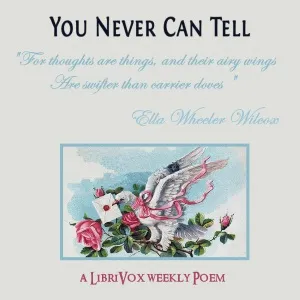 YOU NEVER CAN TELL
"For thoughts are things, and their airy wings
Are swifter than carrier doves "
Ella Wheeler Wilcox
A LIBRIVOX WEEKLY POEM